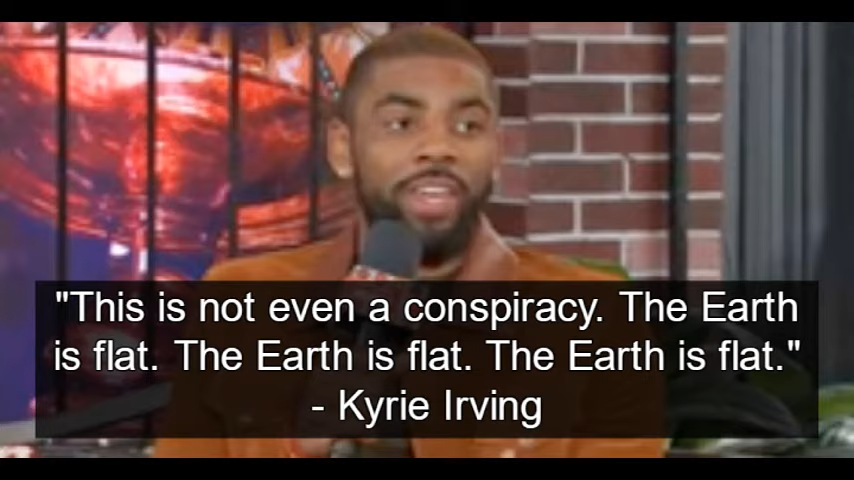 "This is not even a conspiracy. The Earth
is flat. The Earth is flat. The Earth is flat."
- Kyrie Irving